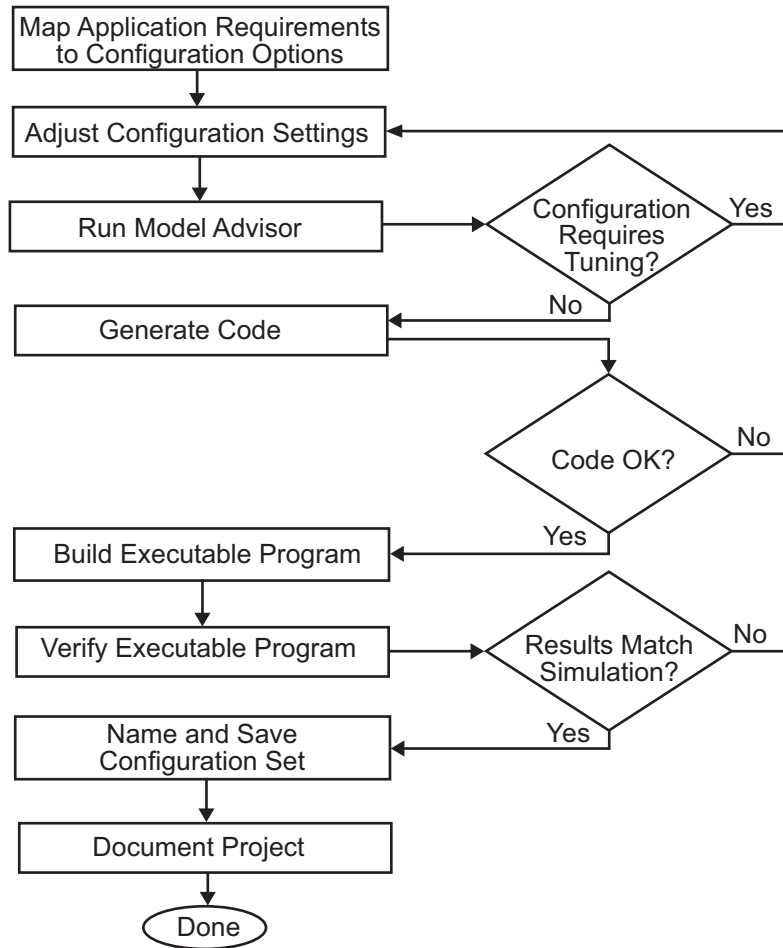 Map Application Requirements
to Configuration Options
Adjust Configuration Settings
Run Model Advisor
Configuration
Requires
Tuning?
Yes
No
Generate Code
Code OK?
No
Yes
Build Executable Program
Verify Executable Program
Results Match
Simulation?
No
Yes
Name and Save
Configuration Set
Document Project
Done